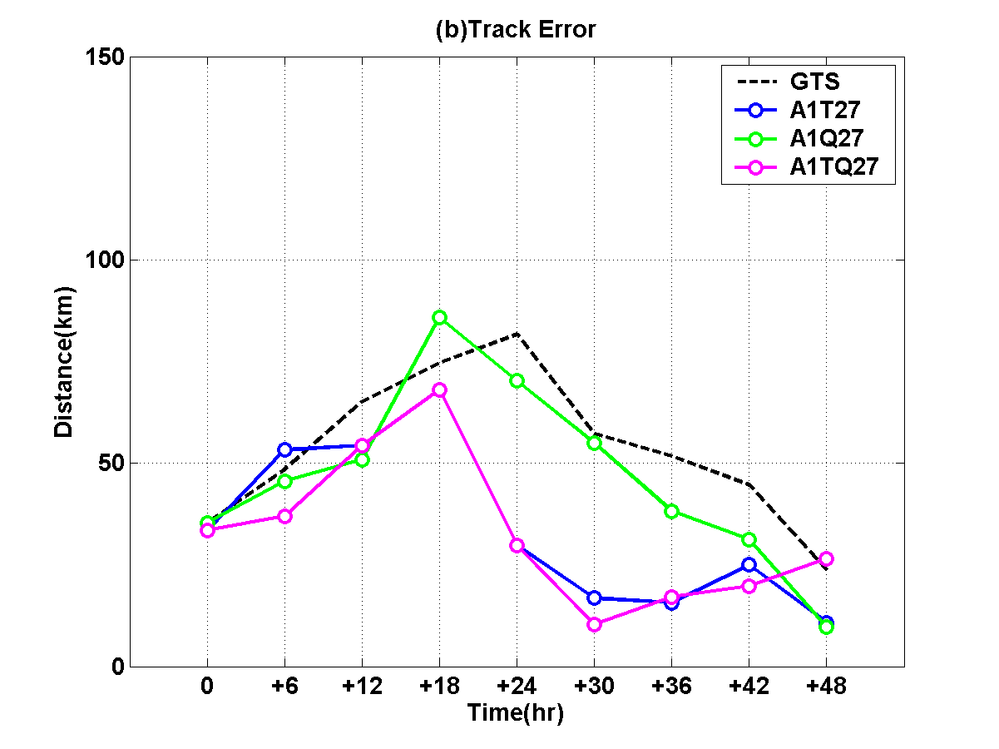 (b)Track Error
150
100
50
0
Distance(km)
GTS
A1T27
A1Q27
A1TQ27
0 +6 +12 +18 +24 +30 +36 +42 +48
Time(hr)